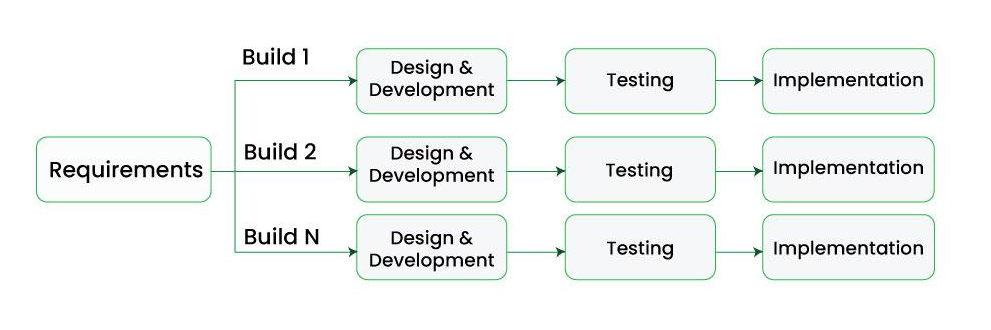 Build 1
Design &
Development
Testing
Implementation
Requirements
Build 2
Design &
Development
Testing
Implementation
Build N
Design &
Development
Testing
Implementation